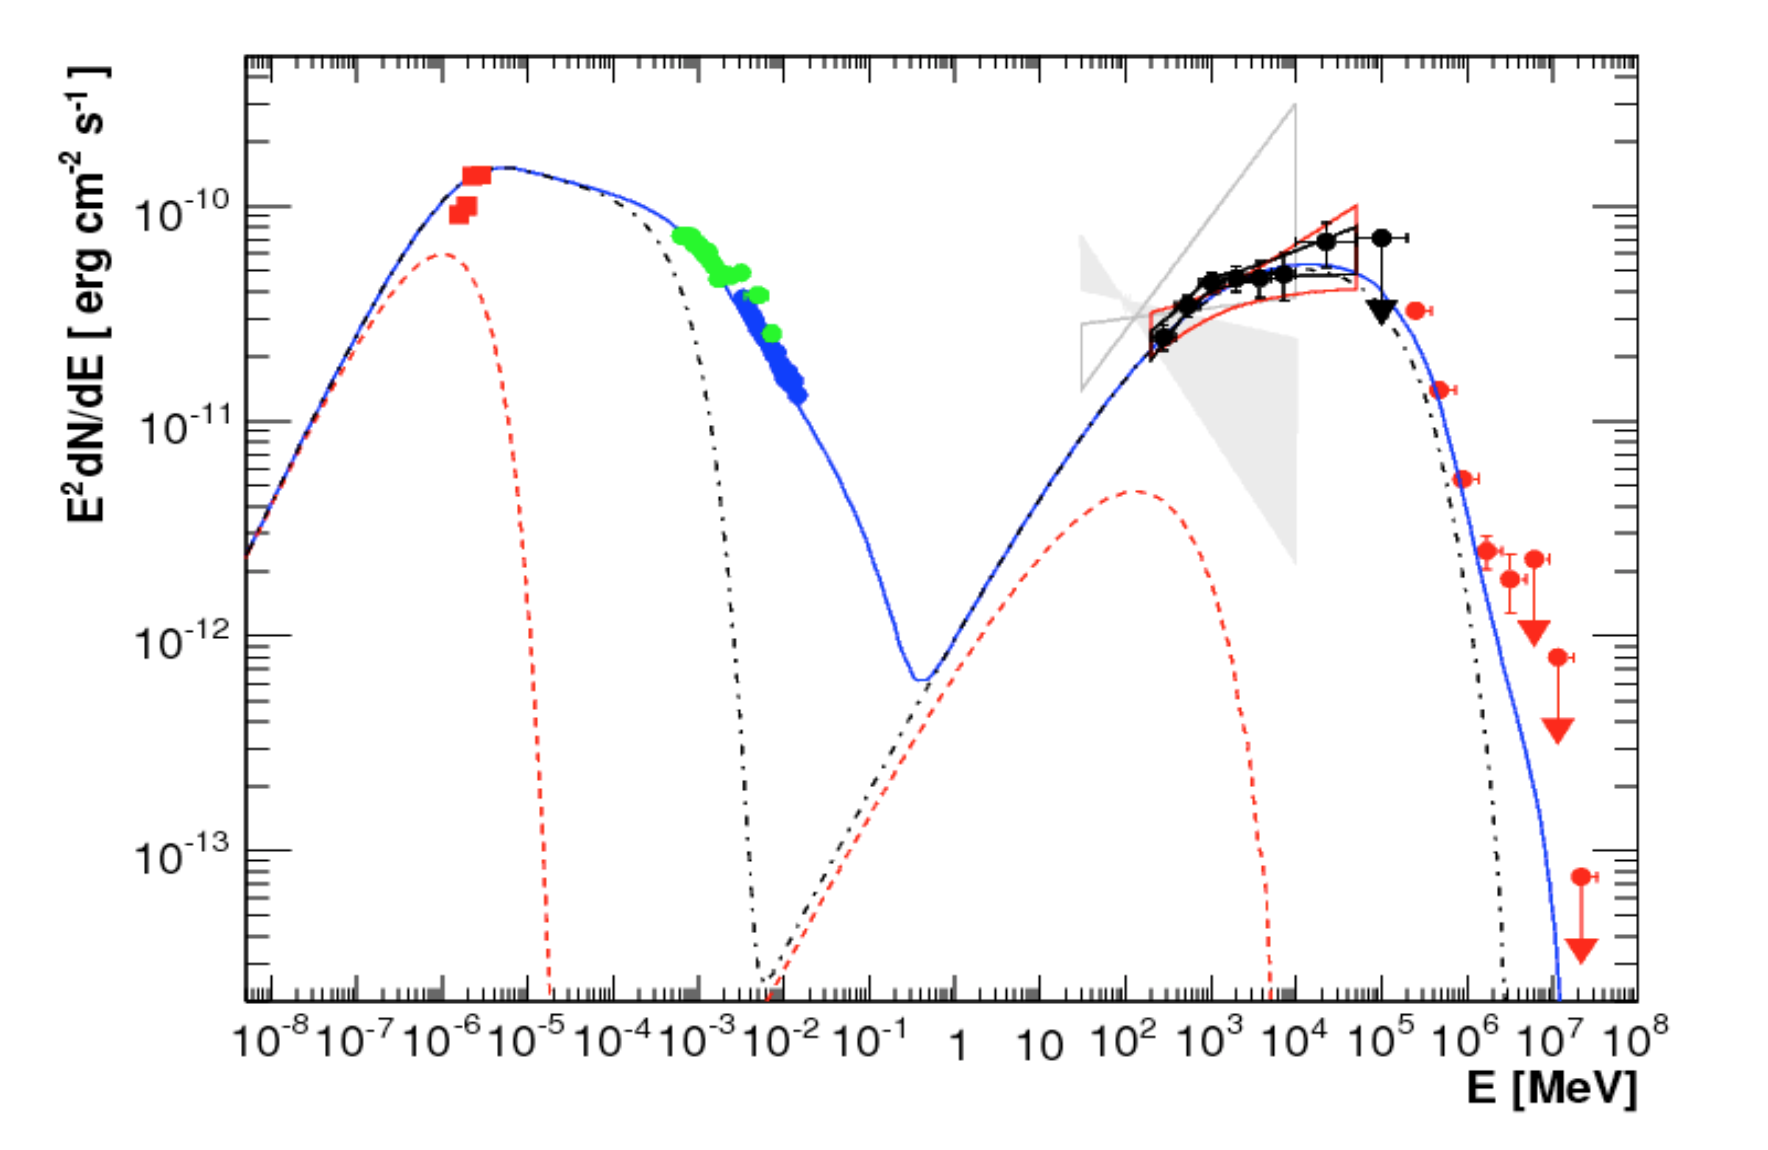 E²dN/dE [ erg cm⁻² s⁻¹ ]
10⁻¹⁰
10⁻¹¹
10⁻¹²
10⁻¹³
10⁻⁸ 10⁻⁷ 10⁻⁶ 10⁻⁵ 10⁻⁴ 10⁻³ 10⁻² 10⁻¹ 1 10 10² 10³ 10⁴ 10⁵ 10⁶ 10⁷ 10⁸
E [MeV]